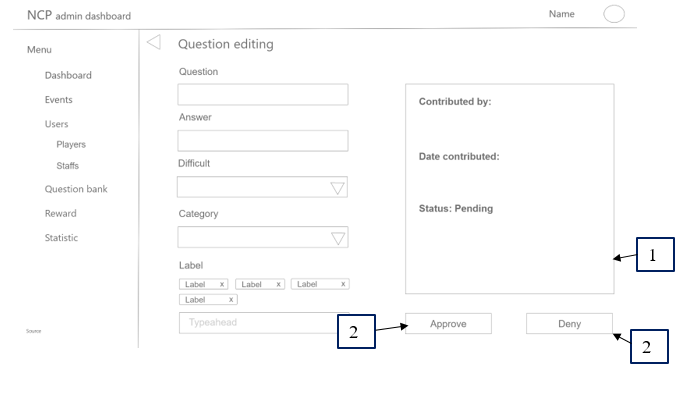 NCP admin dashboard
Name
Menu
Dashboard
Events
Users
Players
Staffs
Question bank
Reward
Statistic
Source
Question editing
Question
Answer
Difficult
Category
Label
Label x Label x Label x
Label x
Typeahead
Contributed by:
Date contributed:
Status: Pending
1
2
Approve
Deny
2